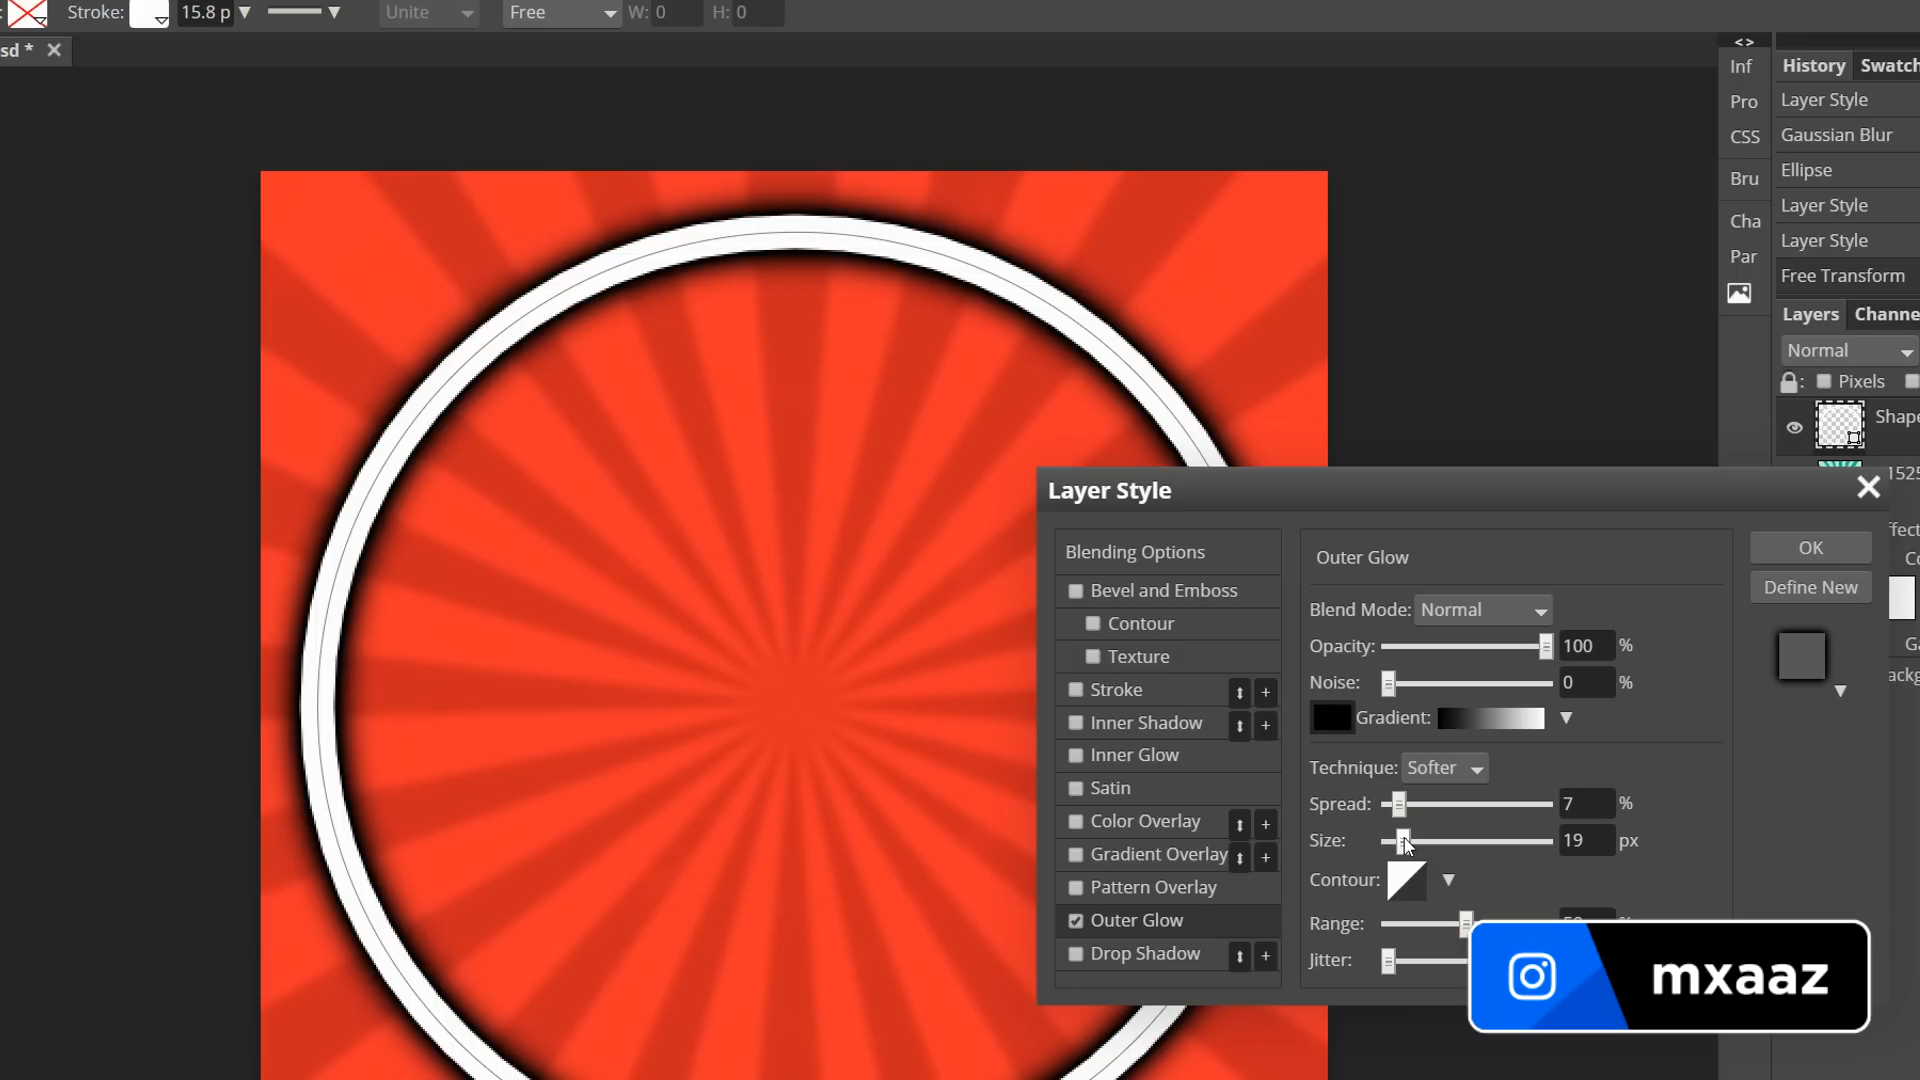 Stroke: 15.8 p Unite Free W: 0 H: 0
sd *
Inf
Pro
CSS
Bru
Cha
Par
History Swatch
Layer Style
Gaussian Blur
Ellipse
Layer Style
Layer Style
Free Transform
Layers Channe
Normal
Pixels
Shape
1525
Layer Style
Blending Options
Bevel and Emboss
Contour
Texture
Stroke
Inner Shadow
Inner Glow
Satin
Color Overlay
Gradient Overlay
Pattern Overlay
Outer Glow
Drop Shadow
Outer Glow
Blend Mode: Normal
Opacity: 100 %
Noise: 0 %
Gradient:
Technique: Softer
Spread: 7 %
Size: 19 px
Contour:
Range:
Jitter:
OK
Define New
ffect
Co
Ga
ackg
mxaaz